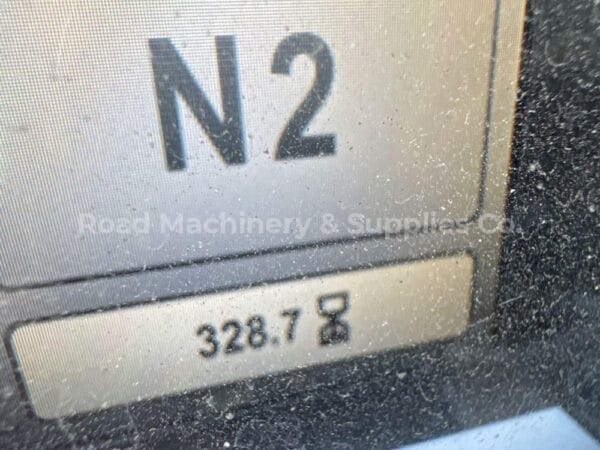 N2
Road Machinery & Supplies Co.
328.7